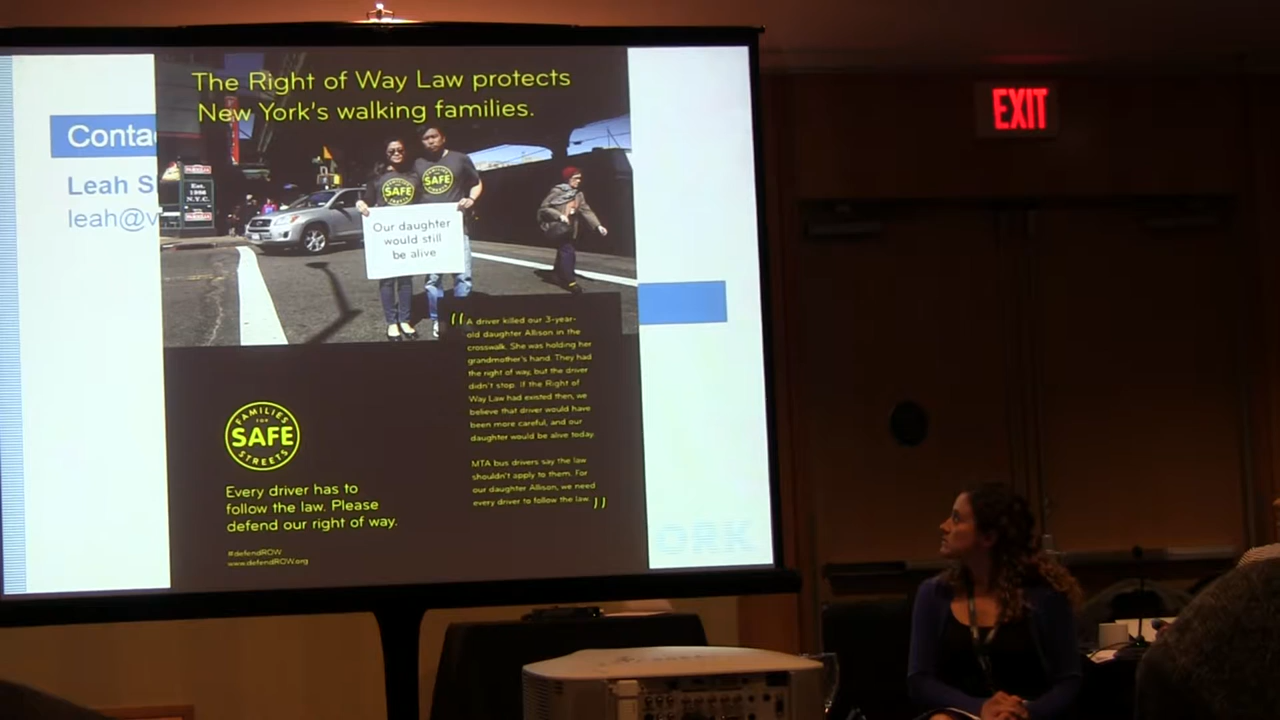 The Right of Way Law protects
New York's walking families.
EXIT
Conta
Leah S
leah@v
Est.
1986
N.Y.C.
SAFE
SAFE
Our daughter
would still
be alive
"A driver killed our 3-year-
old daughter Allison in the
crosswalk. She was holding her
grandmother's hand. They had
the right of way, but the driver
didn't stop. If the Right of
Way Law had existed then, we
believe that driver would have
been more careful, and our
daughter would be alive today.
MTA bus drivers say the law
shouldn't apply to them. For
our daughter Allison, we need
every driver to follow the law."
FAMILIES
FOR
SAFE
STREETS
Every driver has to
follow the law. Please
defend our right of way.
#defendROW
www.defendROW.org